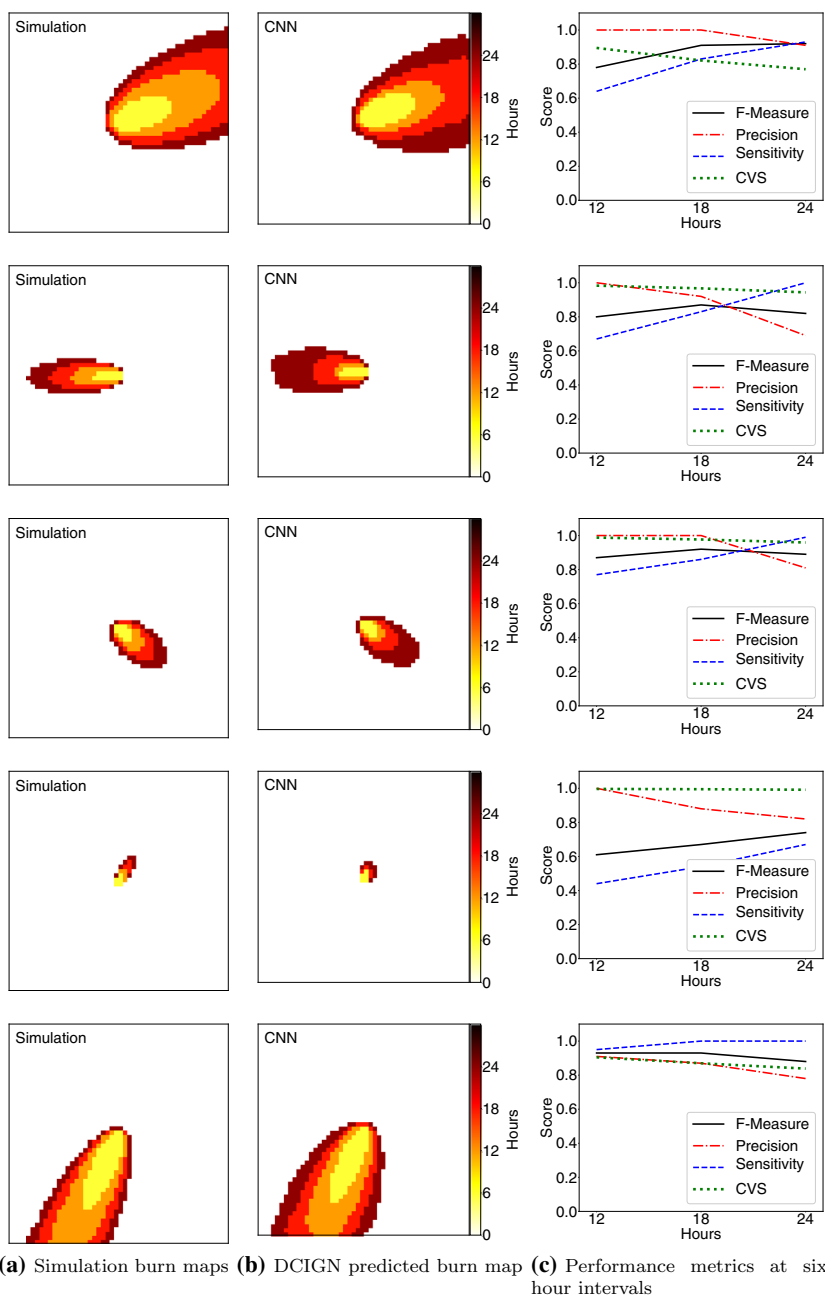 Simulation
CNN
24
18
12
6
0
Hours
1.0
0.8
0.6
0.4
0.2
0.0
Score
F-Measure
Precision
Sensitivity
CVS
12
18
24
Hours
Simulation
CNN
24
18
12
6
0
Hours
1.0
0.8
0.6
0.4
0.2
0.0
Score
F-Measure
Precision
Sensitivity
CVS
12
18
24
Hours
Simulation
CNN
24
18
12
6
0
Hours
1.0
0.8
0.6
0.4
0.2
0.0
Score
F-Measure
Precision
Sensitivity
CVS
12
18
24
Hours
Simulation
CNN
24
18
12
6
0
Hours
1.0
0.8
0.6
0.4
0.2
0.0
Score
F-Measure
Precision
Sensitivity
CVS
12
18
24
Hours
Simulation
CNN
24
18
12
6
0
Hours
1.0
0.8
0.6
0.4
0.2
0.0
Score
F-Measure
Precision
Sensitivity
CVS
12
18
24
Hours
(a) Simulation burn maps
(b) DCIGN predicted burn map
(c) Performance metrics at six
hour intervals